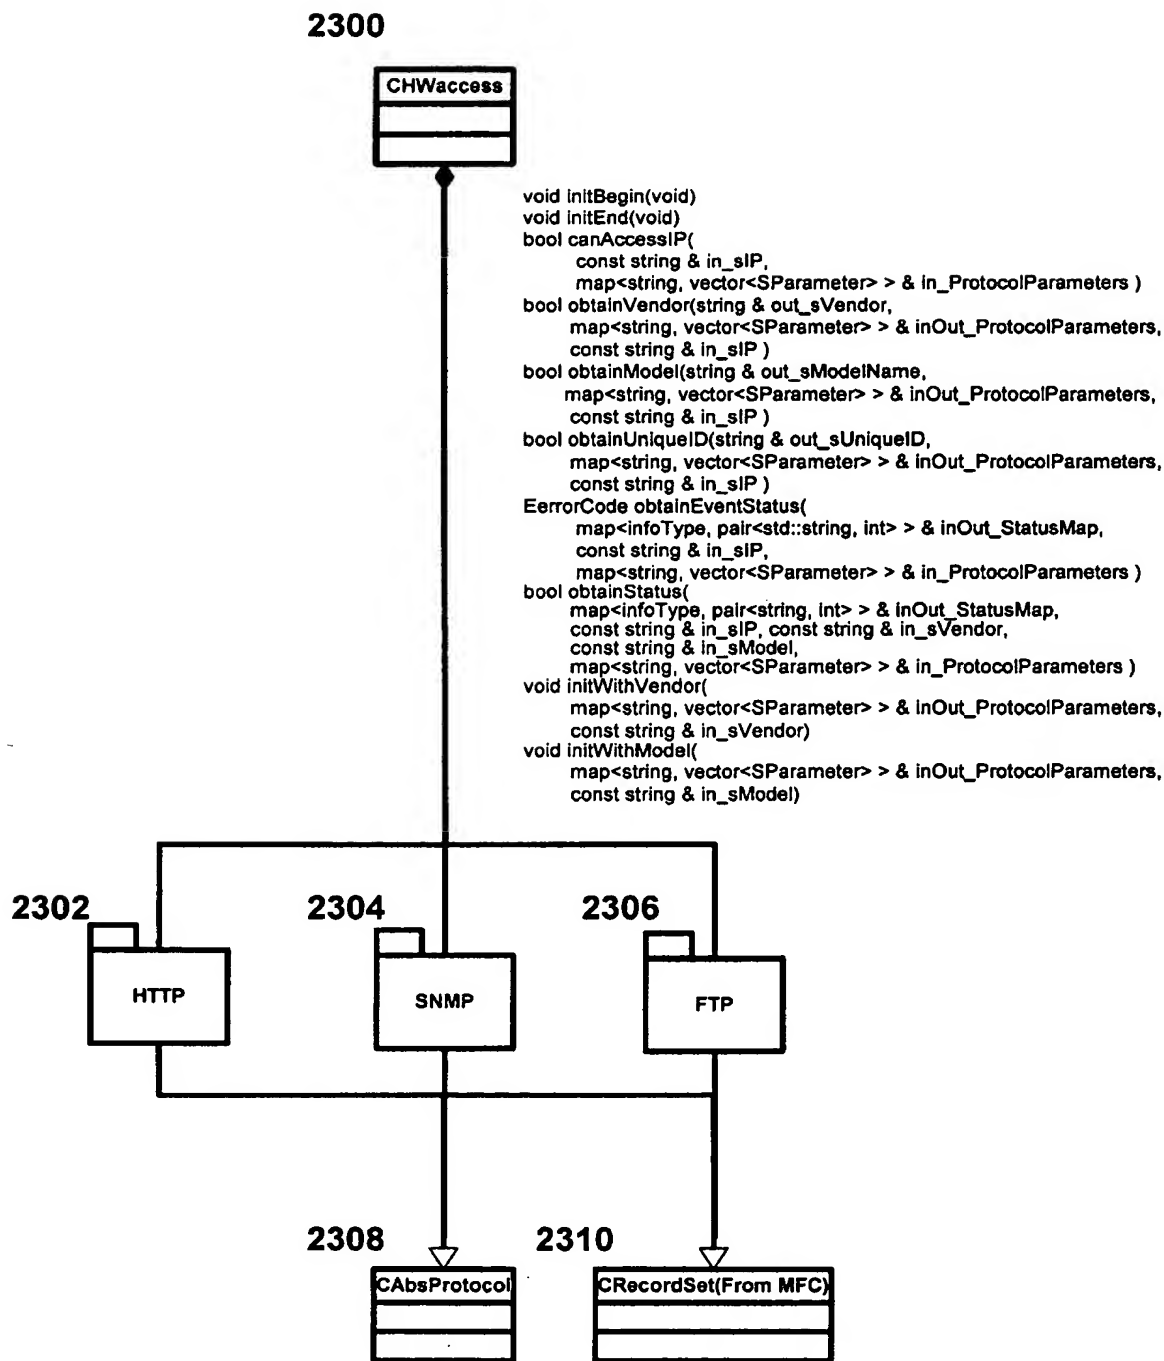 2300
CHWaccess
void initBegin(void)
void initEnd(void)
bool canAccessIP(
const string & in_sIP,
map<string, vector<SParameter> > & in_ProtocolParameters )
bool obtainVendor(string & out_sVendor,
map<string, vector<SParameter> > & inOut_ProtocolParameters,
const string & in_sIP )
bool obtainModel(string & out_sModelName,
map<string, vector<SParameter> > & inOut_ProtocolParameters,
const string & in_sIP )
bool obtainUniqueID(string & out_sUniqueID,
map<string, vector<SParameter> > & inOut_ProtocolParameters,
const string & in_sIP )
EerrorCode obtainEventStatus(
map<infoType, pair<std::string, int> > & inOut_StatusMap,
const string & in_sIP,
map<string, vector<SParameter> > & in_ProtocolParameters )
bool obtainStatus(
map<infoType, pair<string, int> > & inOut_StatusMap,
const string & in_sIP, const string & in_sVendor,
const string & in_sModel,
map<string, vector<SParameter> > & in_ProtocolParameters )
void initWithVendor(
map<string, vector<SParameter> > & inOut_ProtocolParameters,
const string & in_sVendor)
void initWithModel(
map<string, vector<SParameter> > & inOut_ProtocolParameters,
const string & in_sModel)
2302
2304
2306
HTTP
SNMP
FTP
2308
2310
CAbsProtocol
CRecordSet(From MFC)